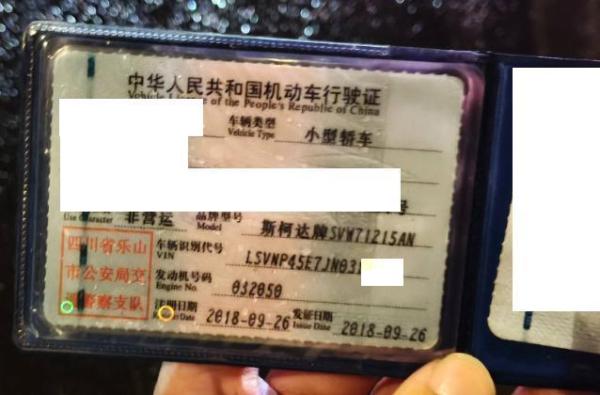 中华人民共和国机动车行驶证
Vehicle License of the People's Republic of China
车辆类型 小型轿车
Vehicle Type
号
Use Character 非营运 品牌型号 斯柯达牌SVW71215AN
Model
四川省乐山
市公安局交
警察支队
车辆识别代号 LSVNP45E7JN03
VIN
发动机号码 032050
Engine No.
注册日期 2018-09-26 发证日期 2018-09-26
Date Issue Date